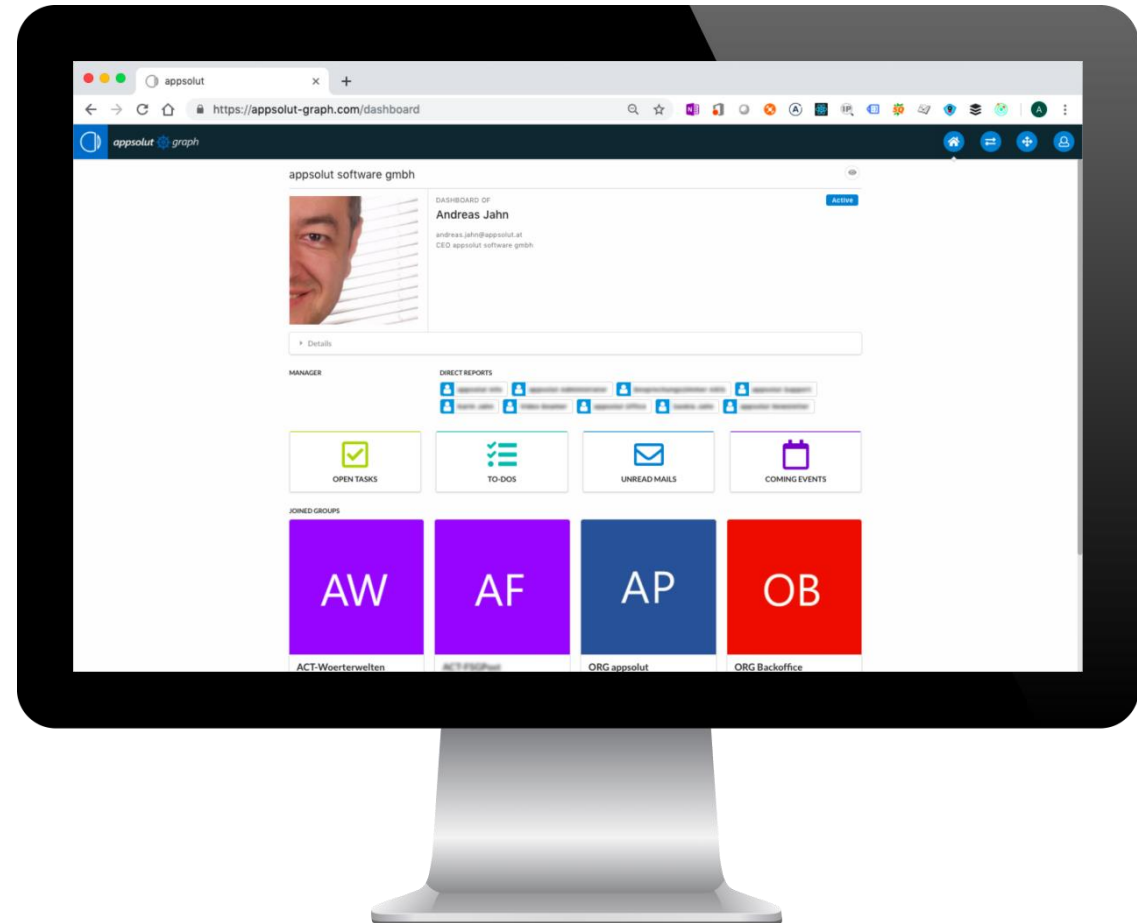 appsolut
https://appsolut-graph.com/dashboard
appsolut graph
appsolut software gmbh
DASHBOARD OF
Active
Andreas Jahn
andreas.jahn@appsolut.at
CEO appsolut software gmbh
Details
MANAGER
DIRECT REPORTS
OPEN TASKS
TO-DOS
UNREAD MAILS
COMING EVENTS
JOINED GROUPS
AW
AF
AP
OB
ACT-Woerterwelten
ORG appsolut
ORG Backoffice